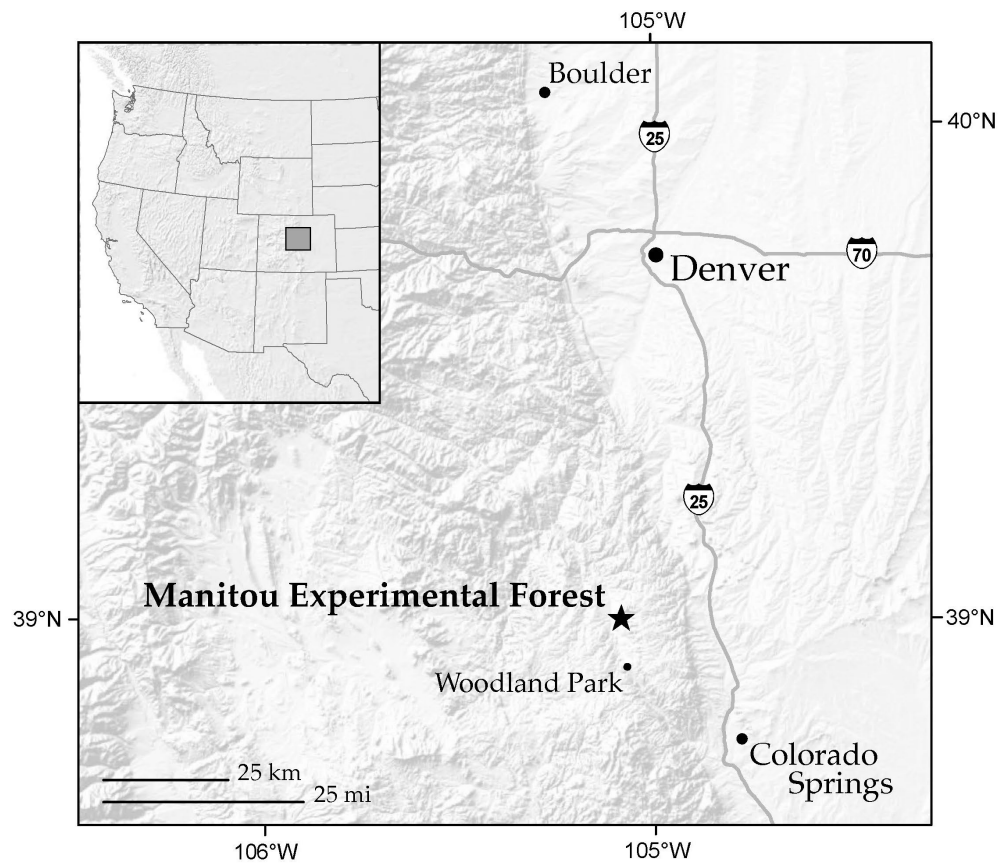 105°W
Boulder
25
40°N
70
Denver
25
Manitou Experimental Forest
39°N
39°N
Woodland Park
Colorado
Springs
25 km
25 mi
106°W
105°W